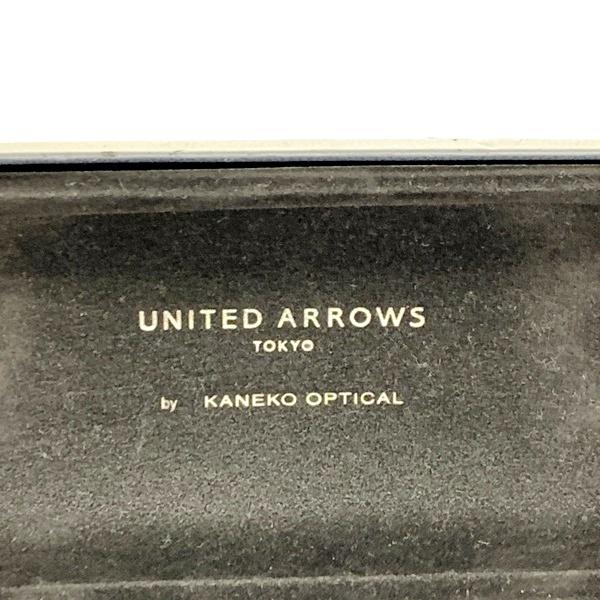 UNITED ARROWS
TOKYO
by KANEKO OPTICAL